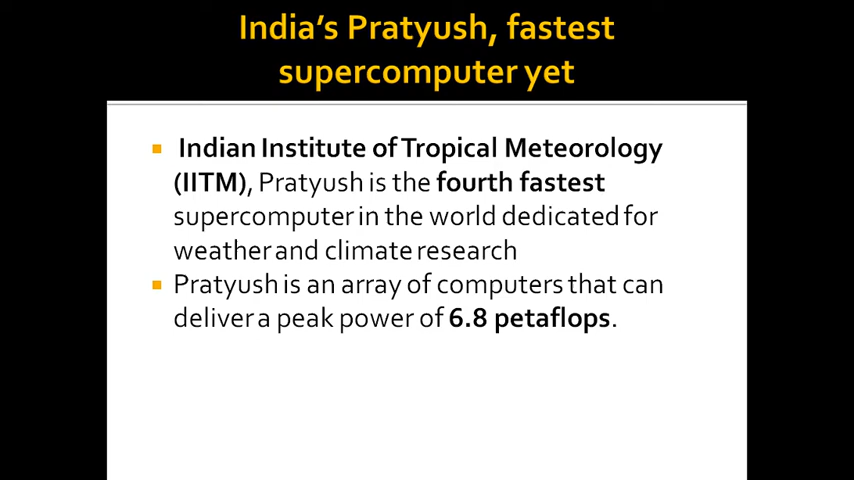 India's Pratyush, fastest
supercomputer yet
Indian Institute of Tropical Meteorology
(IITM), Pratyush is the fourth fastest
supercomputer in the world dedicated for
weather and climate research
Pratyush is an array of computers that can
deliver a peak power of 6.8 petaflops.